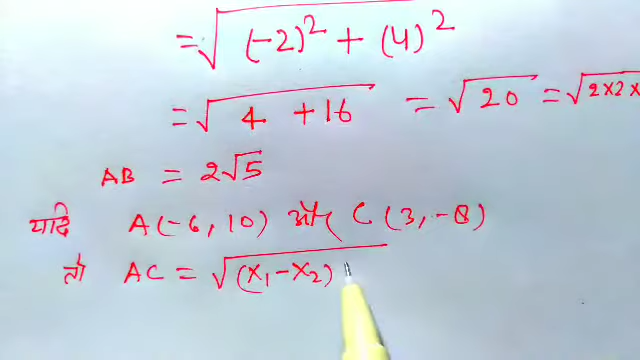 = √(-2)² + (4)²
= √4 + 16 = √20 = √2×2×
AB = 2√5
यदि A(-6, 10) और C(3, -8)
तो AC = √(x₁-x₂)